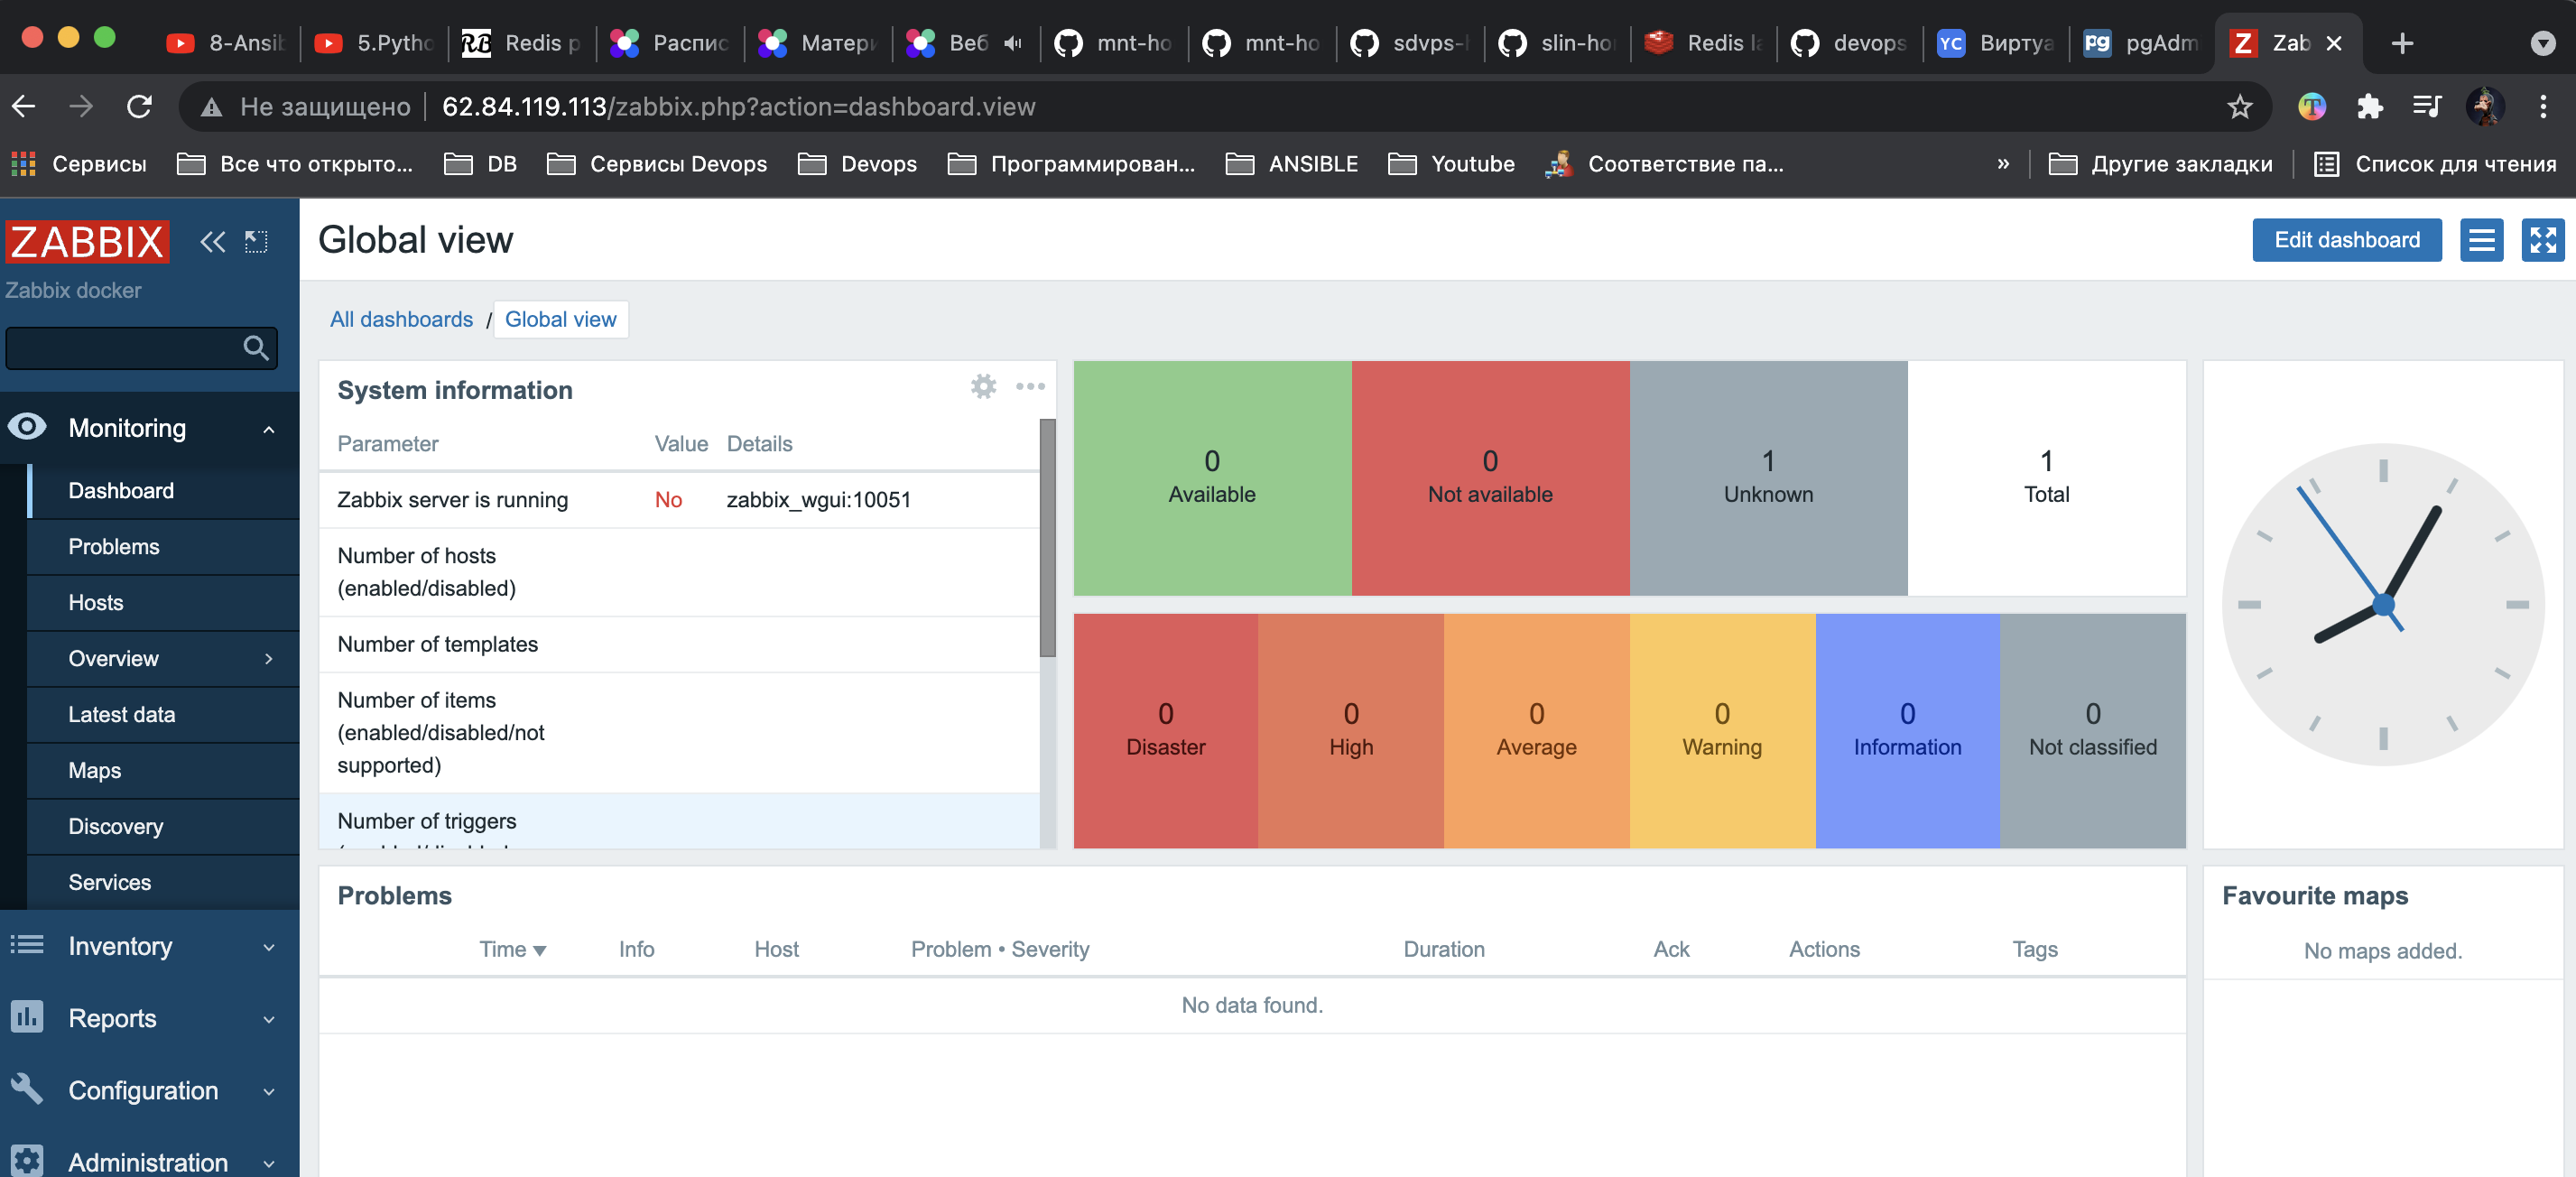 8-Ansib
5.Pytho
Redis p
Распис
Матери
Веб
mnt-ho
mnt-ho
sdvps-h
slin-hor
Redis la
devops
YC Виртуа
pg pgAdm
Z Zab
Не защищено 62.84.119.113/zabbix.php?action=dashboard.view
Сервисы
Все что открыто...
DB
Сервисы Devops
Devops
Программирован...
ANSIBLE
Youtube
Соответствие па...
»
Другие закладки
Список для чтения
ZABBIX
Zabbix docker
Monitoring
Dashboard
Problems
Hosts
Overview
Latest data
Maps
Discovery
Services
Inventory
Reports
Configuration
Administration
Global view
Edit dashboard
All dashboards / Global view
System information
Parameter Value Details
Zabbix server is running No zabbix_wgui:10051
Number of hosts
(enabled/disabled)
Number of templates
Number of items
(enabled/disabled/not
supported)
Number of triggers
0
Available
0
Not available
1
Unknown
1
Total
0
Disaster
0
High
0
Average
0
Warning
0
Information
0
Not classified
Problems
Time Info Host Problem • Severity Duration Ack Actions Tags
No data found.
Favourite maps
No maps added.